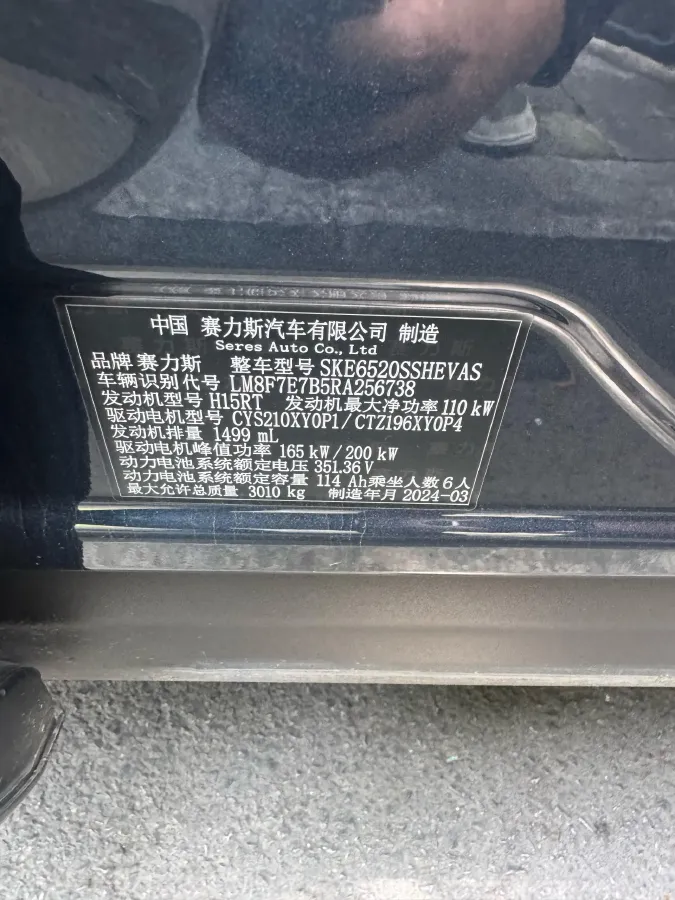 中国 赛力斯汽车有限公司 制造
Seres Auto Co., Ltd
品牌 赛力斯 整车型号 SKE6520SSHEVAS
车辆识别代号 LM8F7E7B5RA256738
发动机型号 H15RT 发动机最大净功率 110 kW
驱动电机型号 CYS210XY0P1/CTZ196XY0P4
发动机排量 1499 mL
驱动电机峰值功率 165 kW/200 kW
动力电池系统额定电压 351.36 V
动力电池系统额定容量 114 Ah乘坐人数 6人
最大允许总质量 3010 kg 制造年月 2024-03